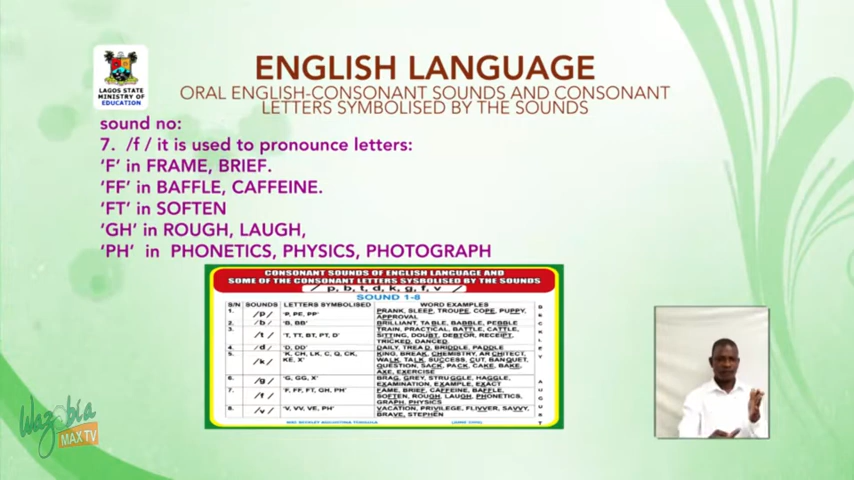 LAGOS STATE
MINISTRY OF
EDUCATION
ENGLISH LANGUAGE
ORAL ENGLISH-CONSONANT SOUNDS AND CONSONANT
LETTERS SYMBOLISED BY THE SOUNDS
sound no:
7. /f / it is used to pronounce letters:
‘F’ in FRAME, BRIEF.
‘FF’ in BAFFLE, CAFFEINE.
‘FT’ in SOFTEN
‘GH’ in ROUGH, LAUGH,
‘PH’ in PHONETICS, PHYSICS, PHOTOGRAPH
CONSONANT SOUNDS OF ENGLISH LANGUAGE AND
SOME OF THE CONSONANT LETTERS SYSBOLISED BY THE SOUNDS
/ p, b, t, d, k, g, f, v /
SOUND 1-8
S/N SOUNDS LETTERS SYMBOLISED WORD EXAMPLES
1. /p/ 'P, PE, PP' PRANK, SLEEP, TROUPE, COPE, PUPPY,
APPROVAL
2. /b/ 'B, BB' BRILLIANT, TABLE, BABBLE, PEBBLE
3. /t/ 'T, TT, BT, PT, D' TRAIN, PRACTICAL, BATTLE, CATTLE,
SITTING, DOUBT, DEBTOR, RECEIPT,
TRICKED, DANCED
4. /d/ 'D, DD' DAILY, TREAD, BRIDDLE, PADDLE
5. /k/ 'K, CH, LK, C, Q, CK, KE, X' KING, BREAK, CHEMISTRY, ARCHITECT,
WALK, TALK, SUCCESS, CUT, BANQUET,
QUESTION, SACK, PACK, CAKE, BAKE,
AXE, EXERCISE
6. /g/ 'G, GG, X' BRAG, GREY, STRUGGLE, HAGGLE,
EXAMINATION, EXAMPLE, EXACT
7. /f/ 'F, FF, FT, GH, PH' FAME, BRIEF, CAFFEINE, BAFFLE,
SOFTEN, ROUGH, LAUGH, PHONETICS,
GRAPH, PHYSICS
8. /v/ 'V, VV, VE, PH' VACATION, PRIVILEGE, FLIVVER, SAVVY,
BRAVE, STEPHEN
Wazobia
MAX TV